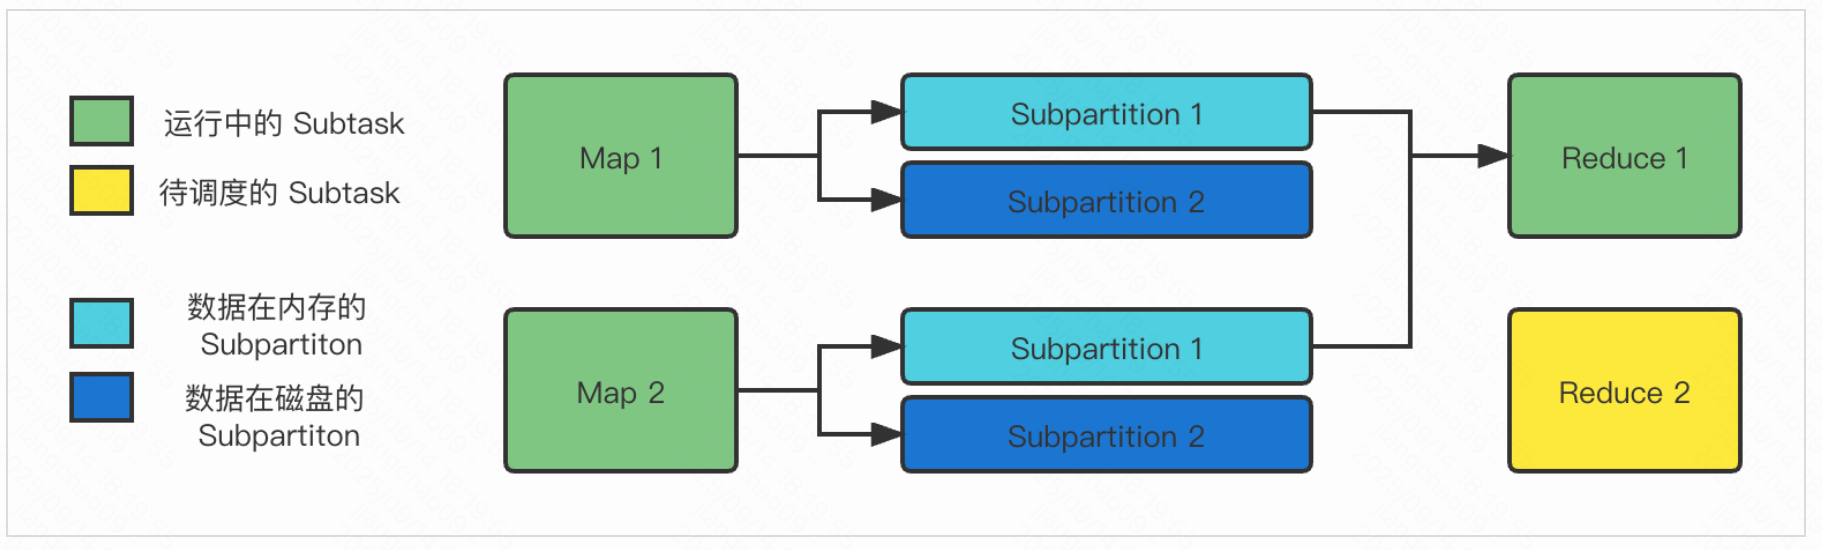 运行中的 Subtask
待调度的 Subtask
数据在内存的
Subpartiton
数据在磁盘的
Subpartiton
Map 1
Subpartition 1
Subpartition 2
Reduce 1
Map 2
Subpartition 1
Subpartition 2
Reduce 2